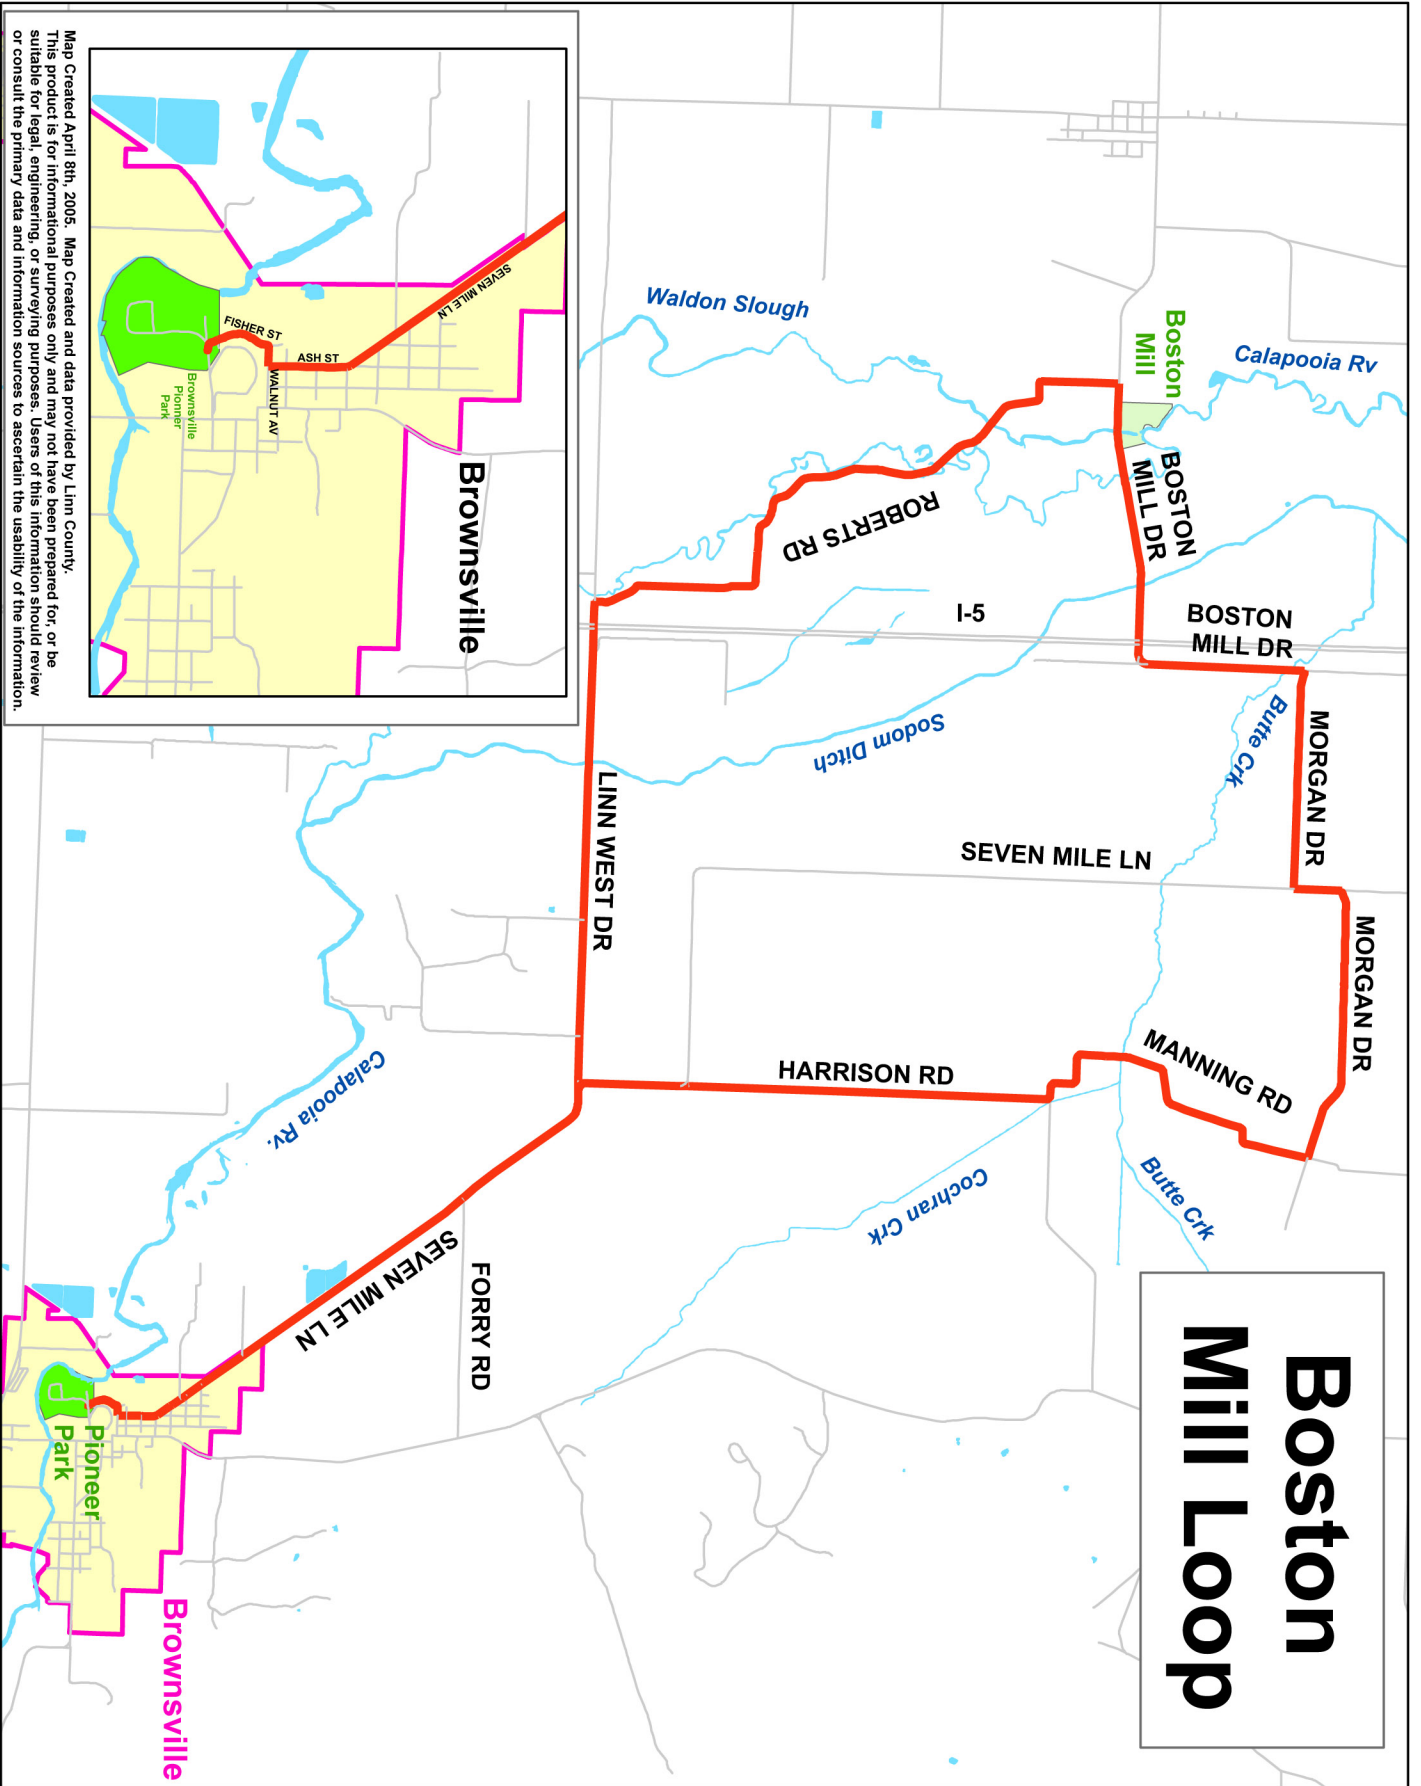 Boston
Mill Loop
MORGAN DR
MORGAN DR
MANNING RD
Butte Crk
Butte Crk
Calapooia Rv
Boston
Mill
BOSTON
MILL DR
BOSTON
MILL DR
I-5
SEVEN MILE LN
HARRISON RD
Cochran Crk
Sodom Ditch
ROBERTS RD
Waldon Slough
LINN WEST DR
FORRY RD
SEVEN MILE LN
Calapooia Rv.
Pioneer
Park
Brownsville
Brownsville
SEVEN MILE LN
ASH ST
FISHER ST
WALNUT AV
Brownsville
Pionner
Park
Map Created April 8th, 2005.  Map Created and data provided by Linn County.
This product is for informational purposes only and may not have been prepared for, or be
suitable for legal, engineering, or surveying purposes. Users of this information should review
or consult the primary data and information sources to ascertain the usability of the information.